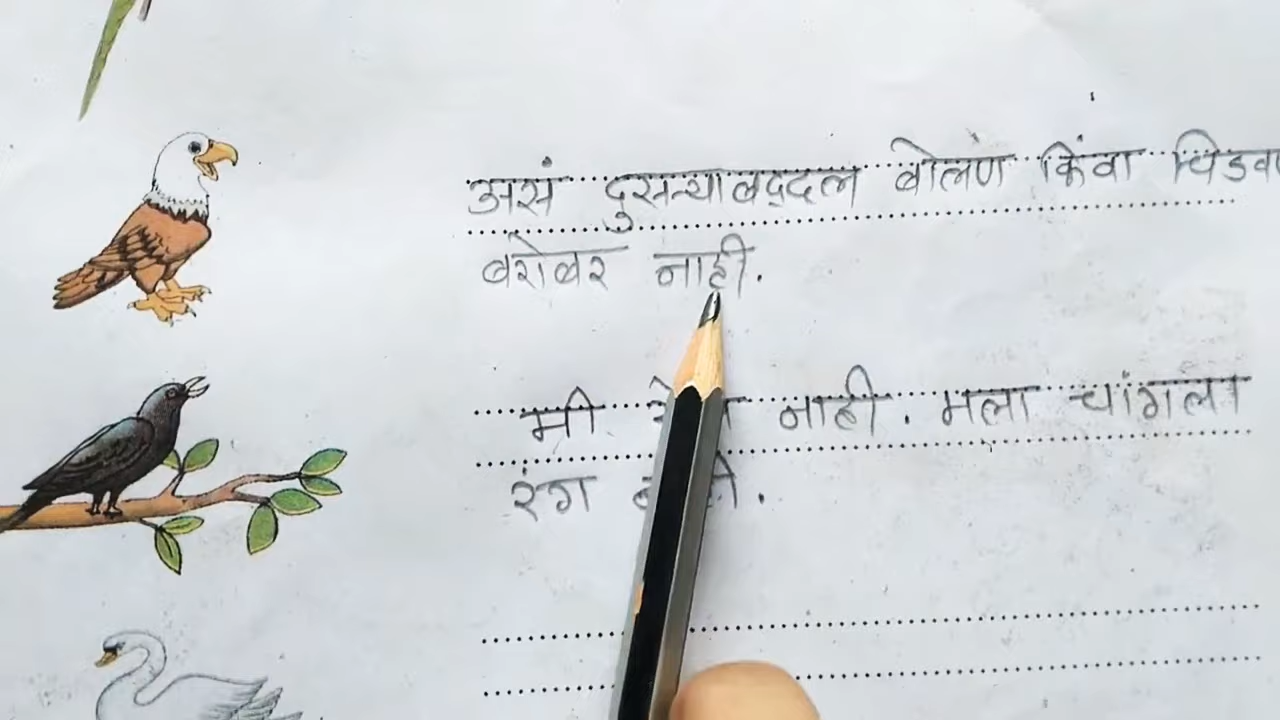 असं दुसऱ्याबद्दल बोलणं किंवा
बरोबर नाही.
मी नाही. मला चांगला
रंग